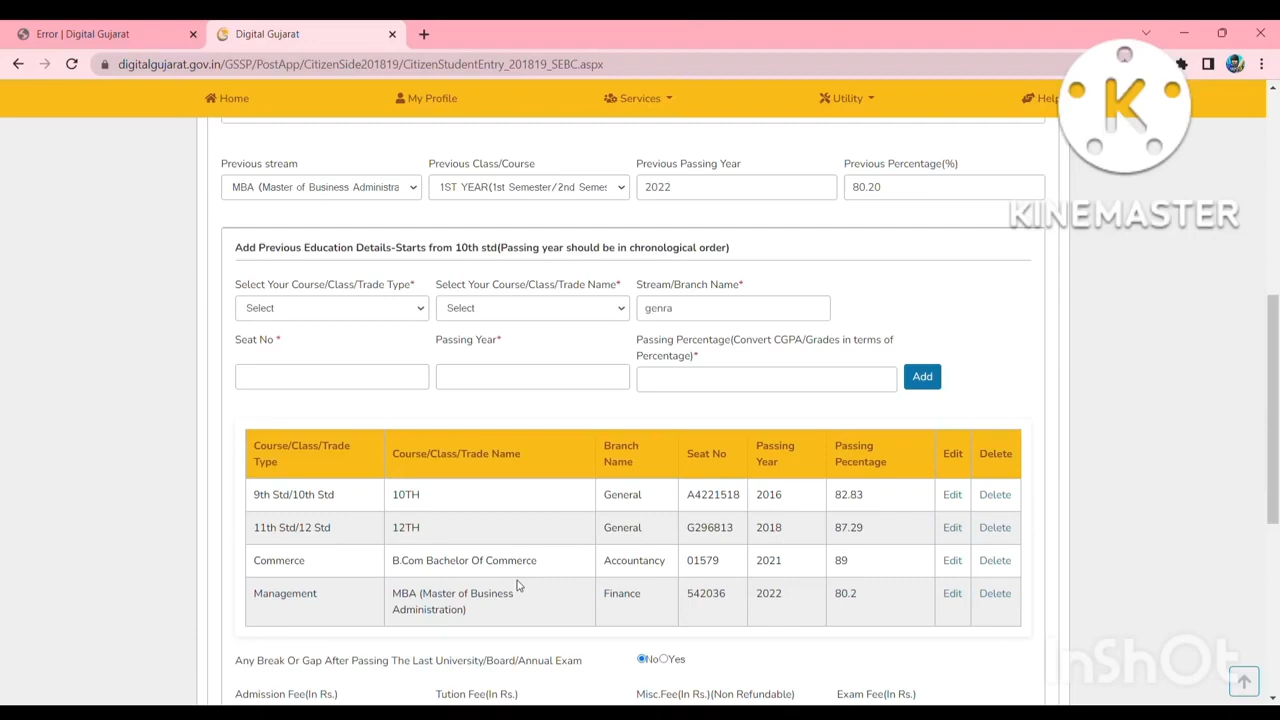 Error | Digital Gujarat
Digital Gujarat
digitalgujarat.gov.in/GSSP/PostApp/CitizenSide201819/CitizenStudentEntry_201819_SEBC.aspx
Home My Profile Services Utility Help
K
KINEMASTER
Previous stream Previous Class/Course Previous Passing Year Previous Percentage(%)
MBA (Master of Business Administra 1ST YEAR(1st Semester/2nd Semes 2022 80.20
Add Previous Education Details-Starts from 10th std(Passing year should be in chronological order)
Select Your Course/Class/Trade Type* Select Your Course/Class/Trade Name* Stream/Branch Name*
Select Select genra
Seat No * Passing Year* Passing Percentage(Convert CGPA/Grades in terms of
Percentage)*
Add
Course/Class/Trade Type Course/Class/Trade Name Branch Name Seat No Passing Year Passing Pecentage Edit Delete
9th Std/10th Std 10TH General A4221518 2016 82.83 Edit Delete
11th Std/12 Std 12TH General G296813 2018 87.29 Edit Delete
Commerce B.Com Bachelor Of Commerce Accountancy 01579 2021 89 Edit Delete
Management MBA (Master of Business Finance 542036 2022 80.2 Edit Delete
Administration)
Any Break Or Gap After Passing The Last University/Board/Annual Exam No Yes
InShOt
Admission Fee(In Rs.) Tution Fee(In Rs.) Misc.Fee(In Rs.)(Non Refundable) Exam Fee(In Rs.)